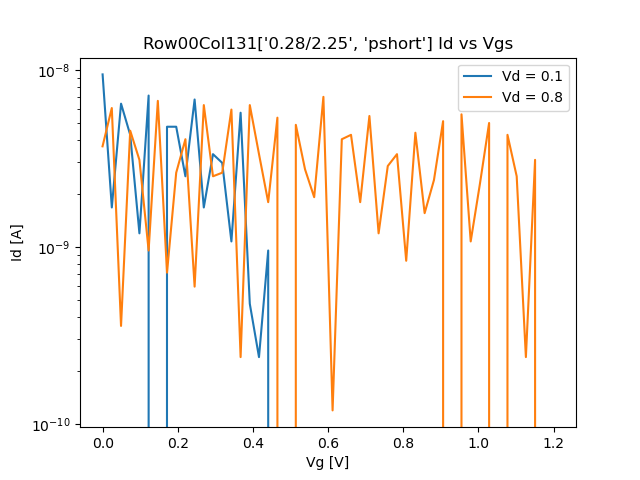 Row00Col131['0.28/2.25', 'pshort'] Id vs Vgs
Vd = 0.1
Vd = 0.8
Id [A]
10⁻⁸
10⁻⁹
10⁻¹⁰
0.0 0.2 0.4 0.6 0.8 1.0 1.2
Vg [V]